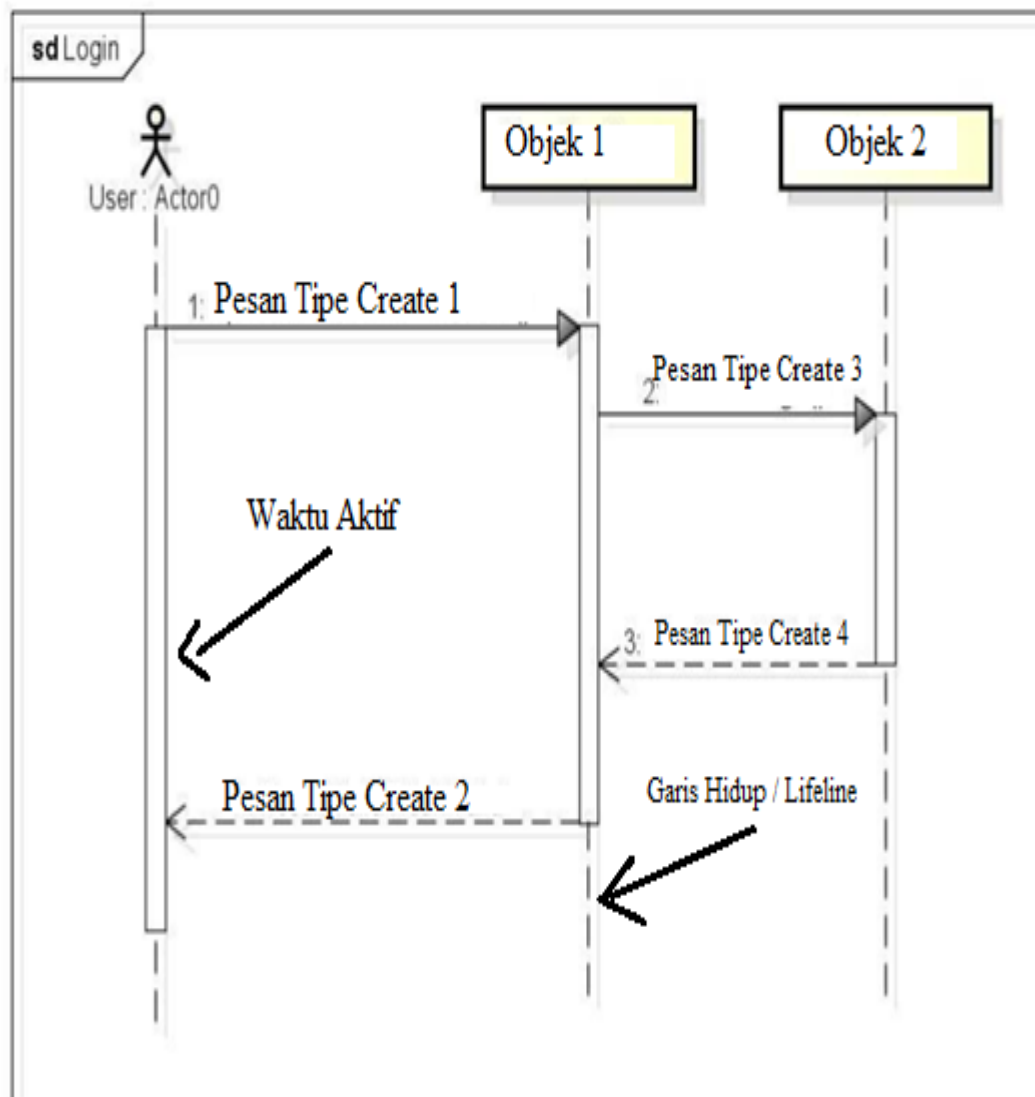 sd Login
Objek 1
Objek 2
User : Actor0
1: Pesan Tipe Create 1
2: Pesan Tipe Create 3
Waktu Aktif
3: Pesan Tipe Create 4
Pesan Tipe Create 2
Garis Hidup / Lifeline